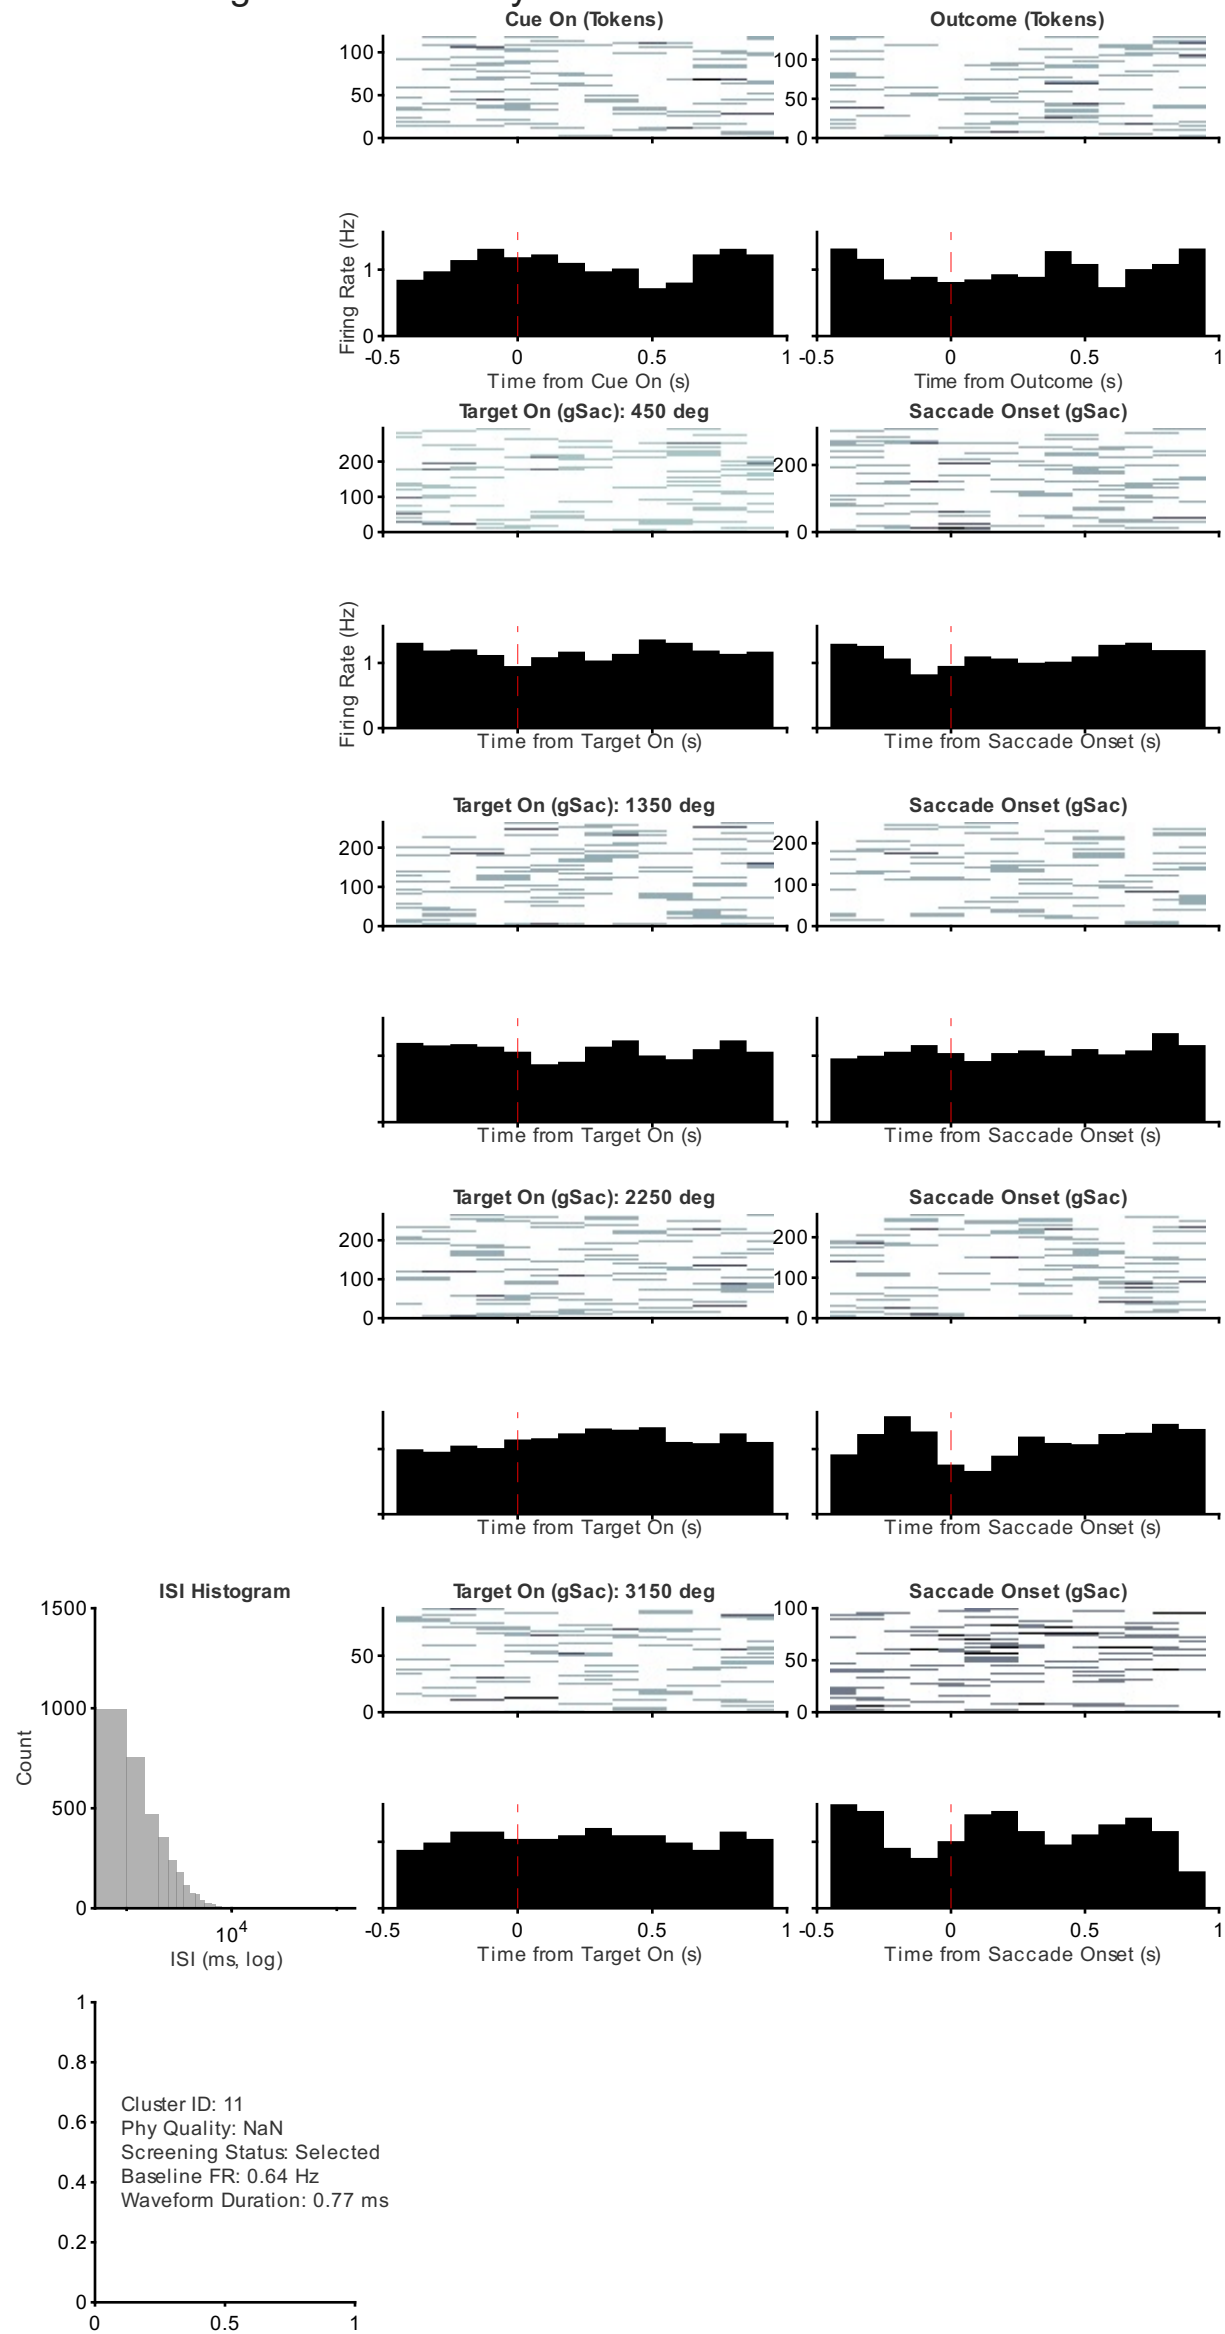 Cue On (Tokens)
Outcome (Tokens)
100
50
0
100
50
0
Firing Rate (Hz)
1
0
-0.5 0 0.5 1
-0.5 0 0.5 1
Time from Cue On (s)
Time from Outcome (s)
Target On (gSac): 450 deg
Saccade Onset (gSac)
200
100
0
200
0
Firing Rate (Hz)
1
0
Time from Target On (s)
Time from Saccade Onset (s)
Target On (gSac): 1350 deg
Saccade Onset (gSac)
200
100
0
200
100
0
Time from Target On (s)
Time from Saccade Onset (s)
Target On (gSac): 2250 deg
Saccade Onset (gSac)
200
100
0
200
100
0
Time from Target On (s)
Time from Saccade Onset (s)
ISI Histogram
1500
1000
500
0
Count
10^4
ISI (ms, log)
Target On (gSac): 3150 deg
Saccade Onset (gSac)
50
0
100
50
0
-0.5 0 0.5 1
-0.5 0 0.5 1
Time from Target On (s)
Time from Saccade Onset (s)
1
0.8
0.6
0.4
0.2
0
Cluster ID: 11
Phy Quality: NaN
Screening Status: Selected
Baseline FR: 0.64 Hz
Waveform Duration: 0.77 ms
0 0.5 1